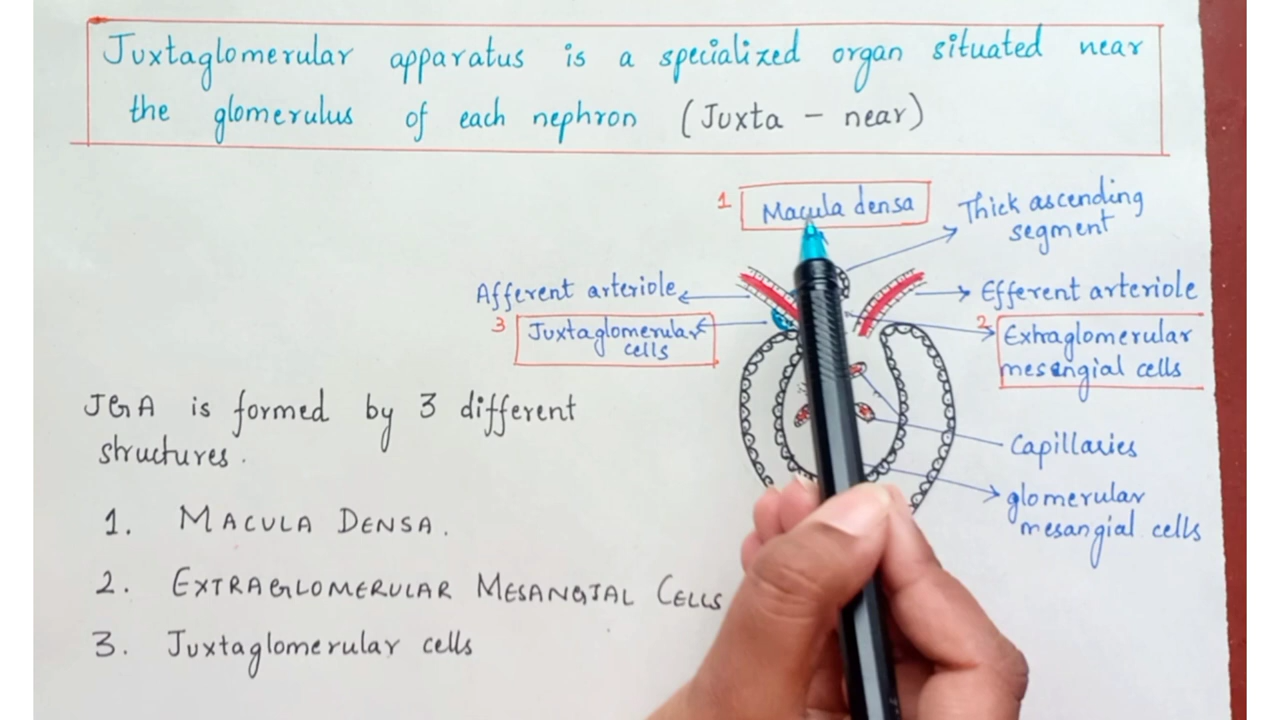 Juxtaglomerular apparatus is a specialized organ situated near
the glomerulus of each nephron (Juxta - near)
1 Macula densa
Thick ascending
segment
Afferent arteriole
Efferent arteriole
3 Juxtaglomerular
cells
2 Extraglomerular
mesangial cells
JGA is formed by 3 different
structures.
Capillaries
glomerular
mesangial cells
1. MACULA DENSA.
2. EXTRAGLOMERULAR MESANGIAL CELLS
3. Juxtaglomerular cells